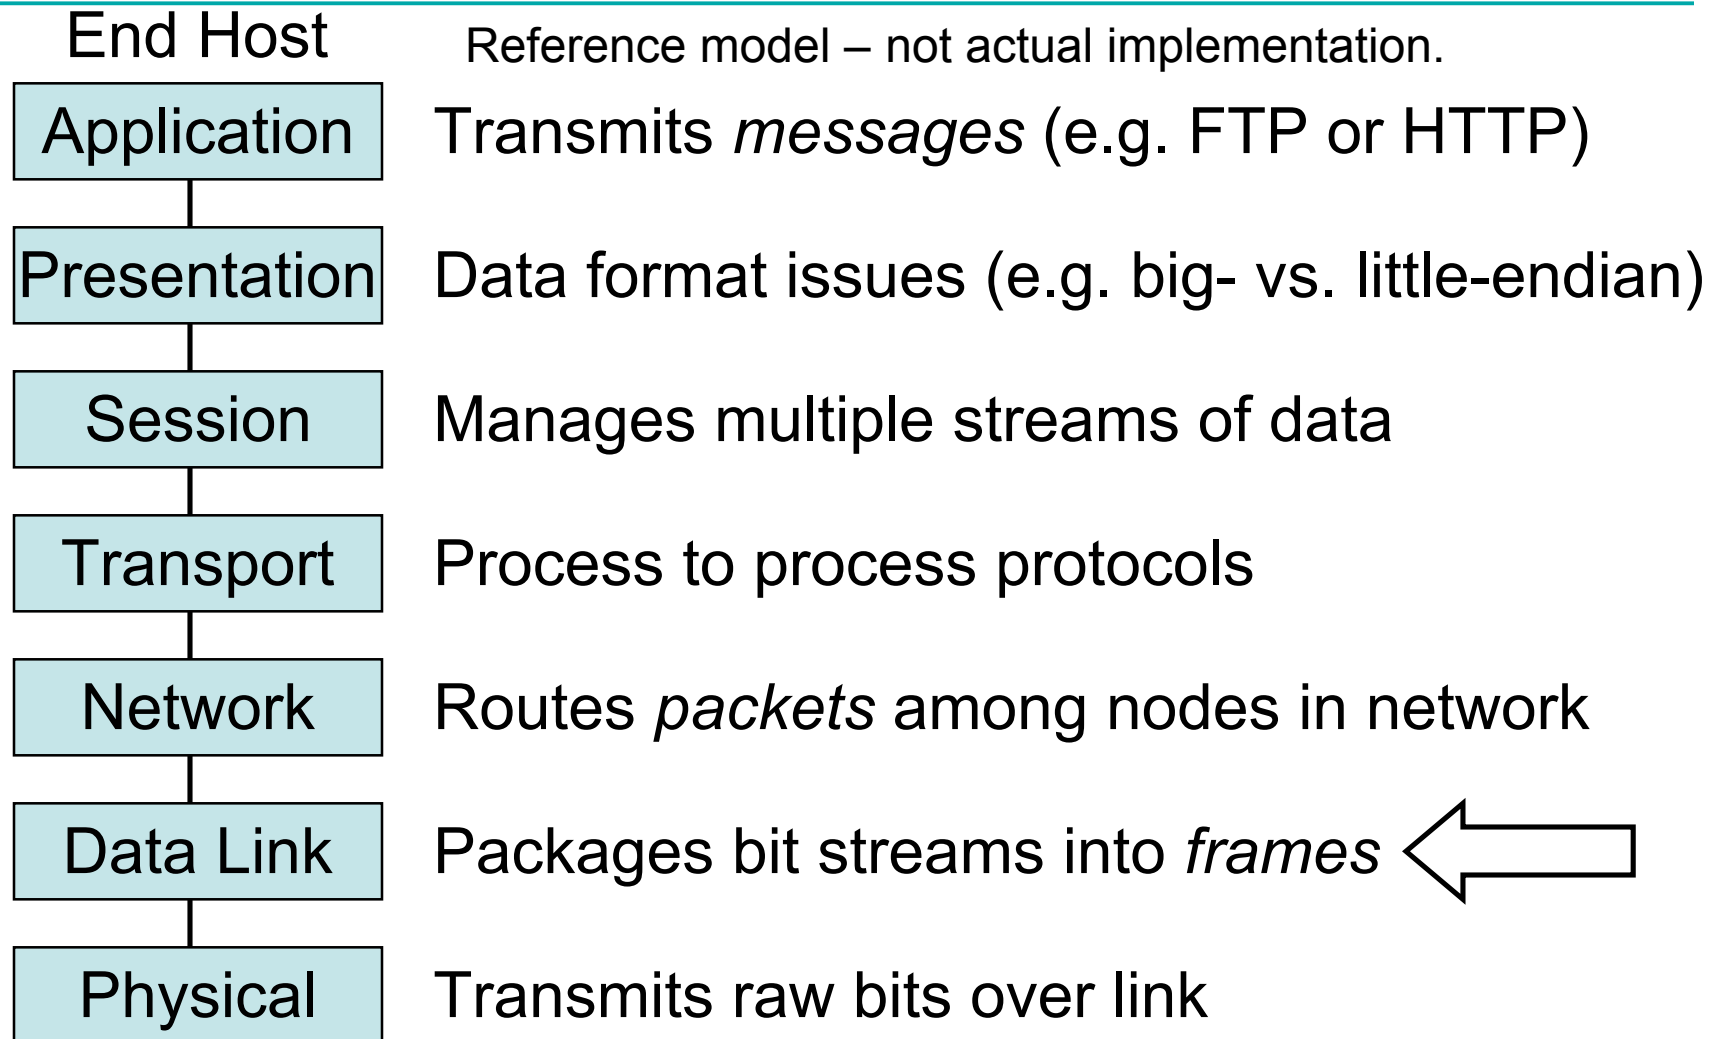 End Host
Reference model – not actual implementation.
Application
Transmits messages (e.g. FTP or HTTP)
Presentation
Data format issues (e.g. big- vs. little-endian)
Session
Manages multiple streams of data
Transport
Process to process protocols
Network
Routes packets among nodes in network
Data Link
Packages bit streams into frames
Physical
Transmits raw bits over link